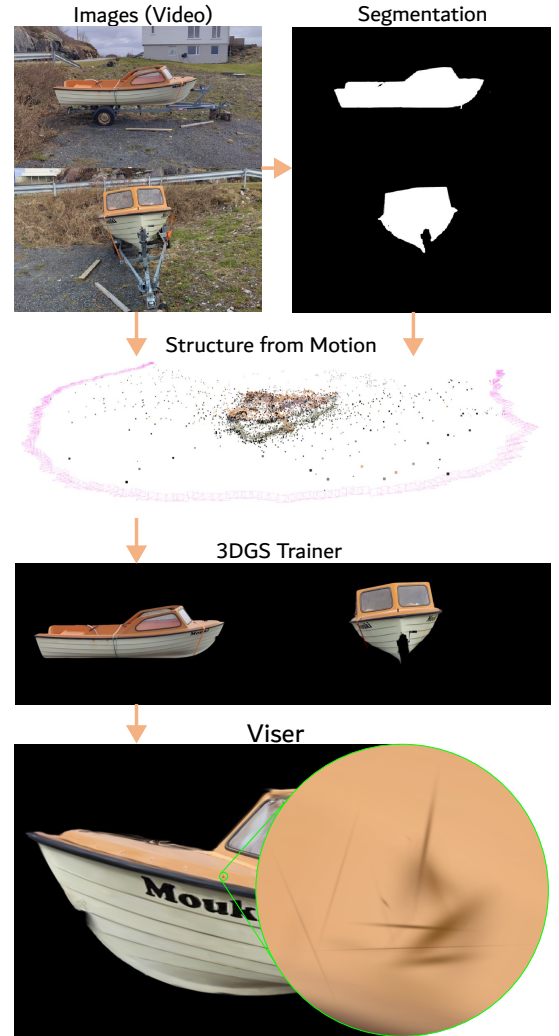 Images (Video)
Segmentation
Structure from Motion
3DGS Trainer
Viser
Mouk